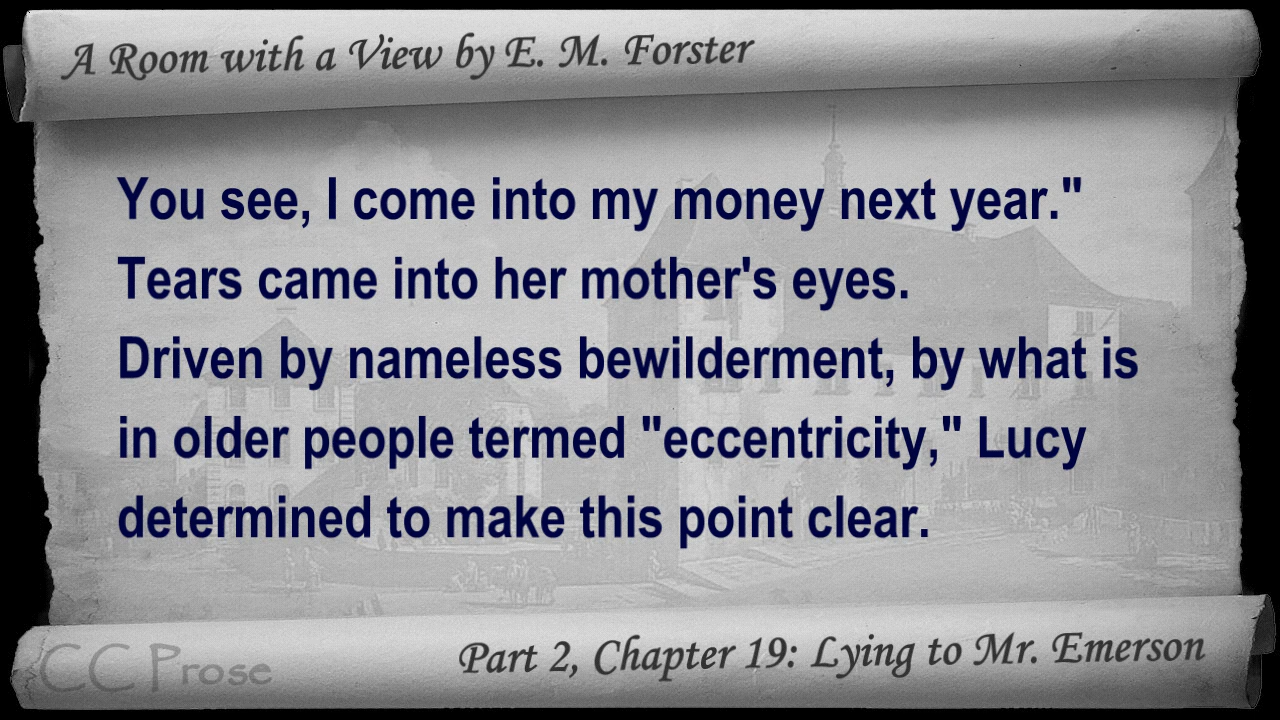 A Room with a View by E. M. Forster
You see, I come into my money next year."
Tears came into her mother's eyes.
Driven by nameless bewilderment, by what is
in older people termed "eccentricity," Lucy
determined to make this point clear.
CC Prose
Part 2, Chapter 19: Lying to Mr. Emerson